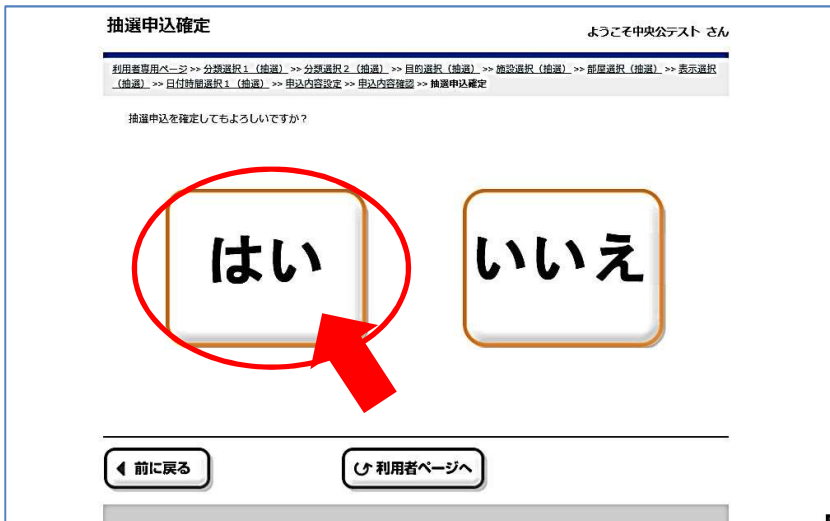 抽選申込確定
ようこそ中央公テスト さん
利用者専用ページ >> 分類選択1（抽選） >> 分類選択2（抽選） >> 目的選択（抽選） >> 施設選択（抽選） >> 部屋選択（抽選） >> 表示選択
（抽選） >> 日付時間選択1（抽選） >> 申込内容設定 >> 申込内容確認 >> 抽選申込確定
抽選申込を確定してもよろしいですか？
はい
いいえ
前に戻る
利用者ページへ